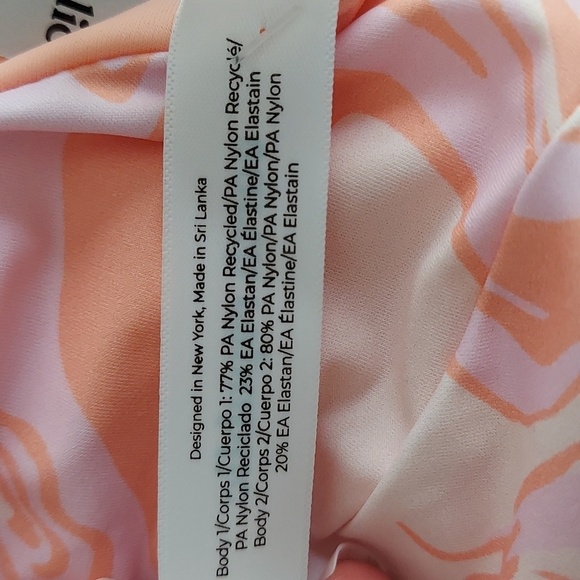 Designed in New York, Made in Sri Lanka
Body 1/Corps 1/Cuerpo 1: 77% PA Nylon Recycled/PA Nylon Recyclé/
PA Nylon Reciclado 23% EA Elastan/EA Élastine/EA Elastain
Body 2/Corps 2/Cuerpo 2: 80% PA Nylon/PA Nylon/PA Nylon
20% EA Elastan/EA Élastine/EA Elastain